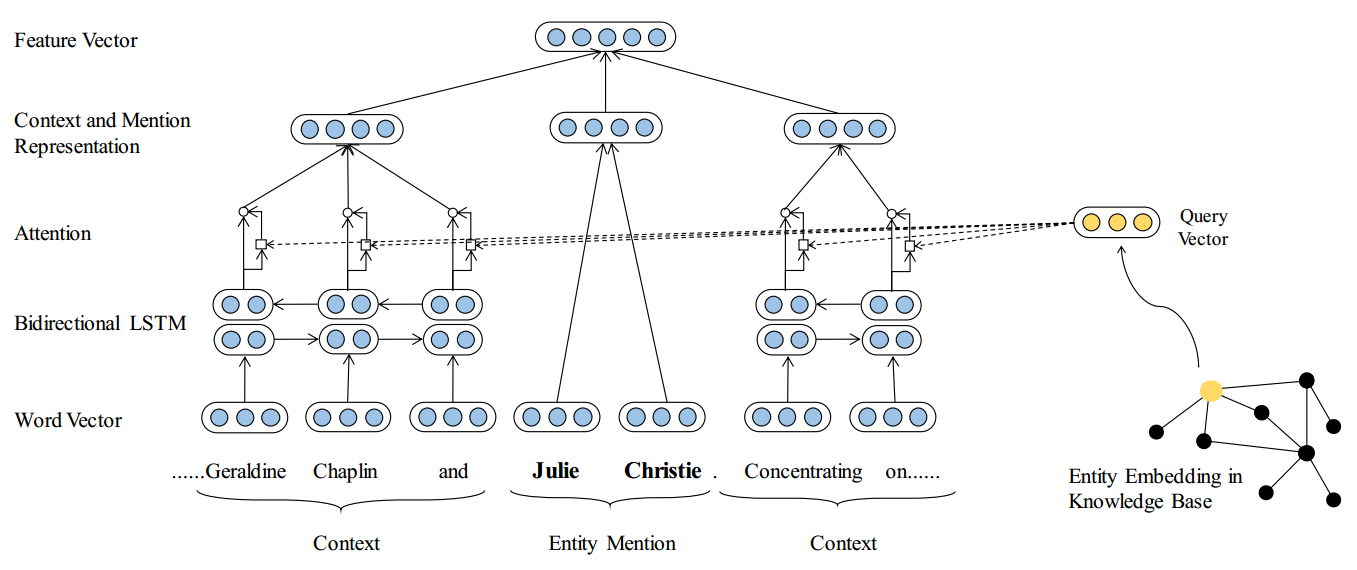 Feature Vector
Context and Mention
Representation
Attention
Query
Vector
Bidirectional LSTM
Word Vector
......Geraldine Chaplin and Julie Christie . Concentrating on......
Entity Embedding in
Knowledge Base
Context Entity Mention Context